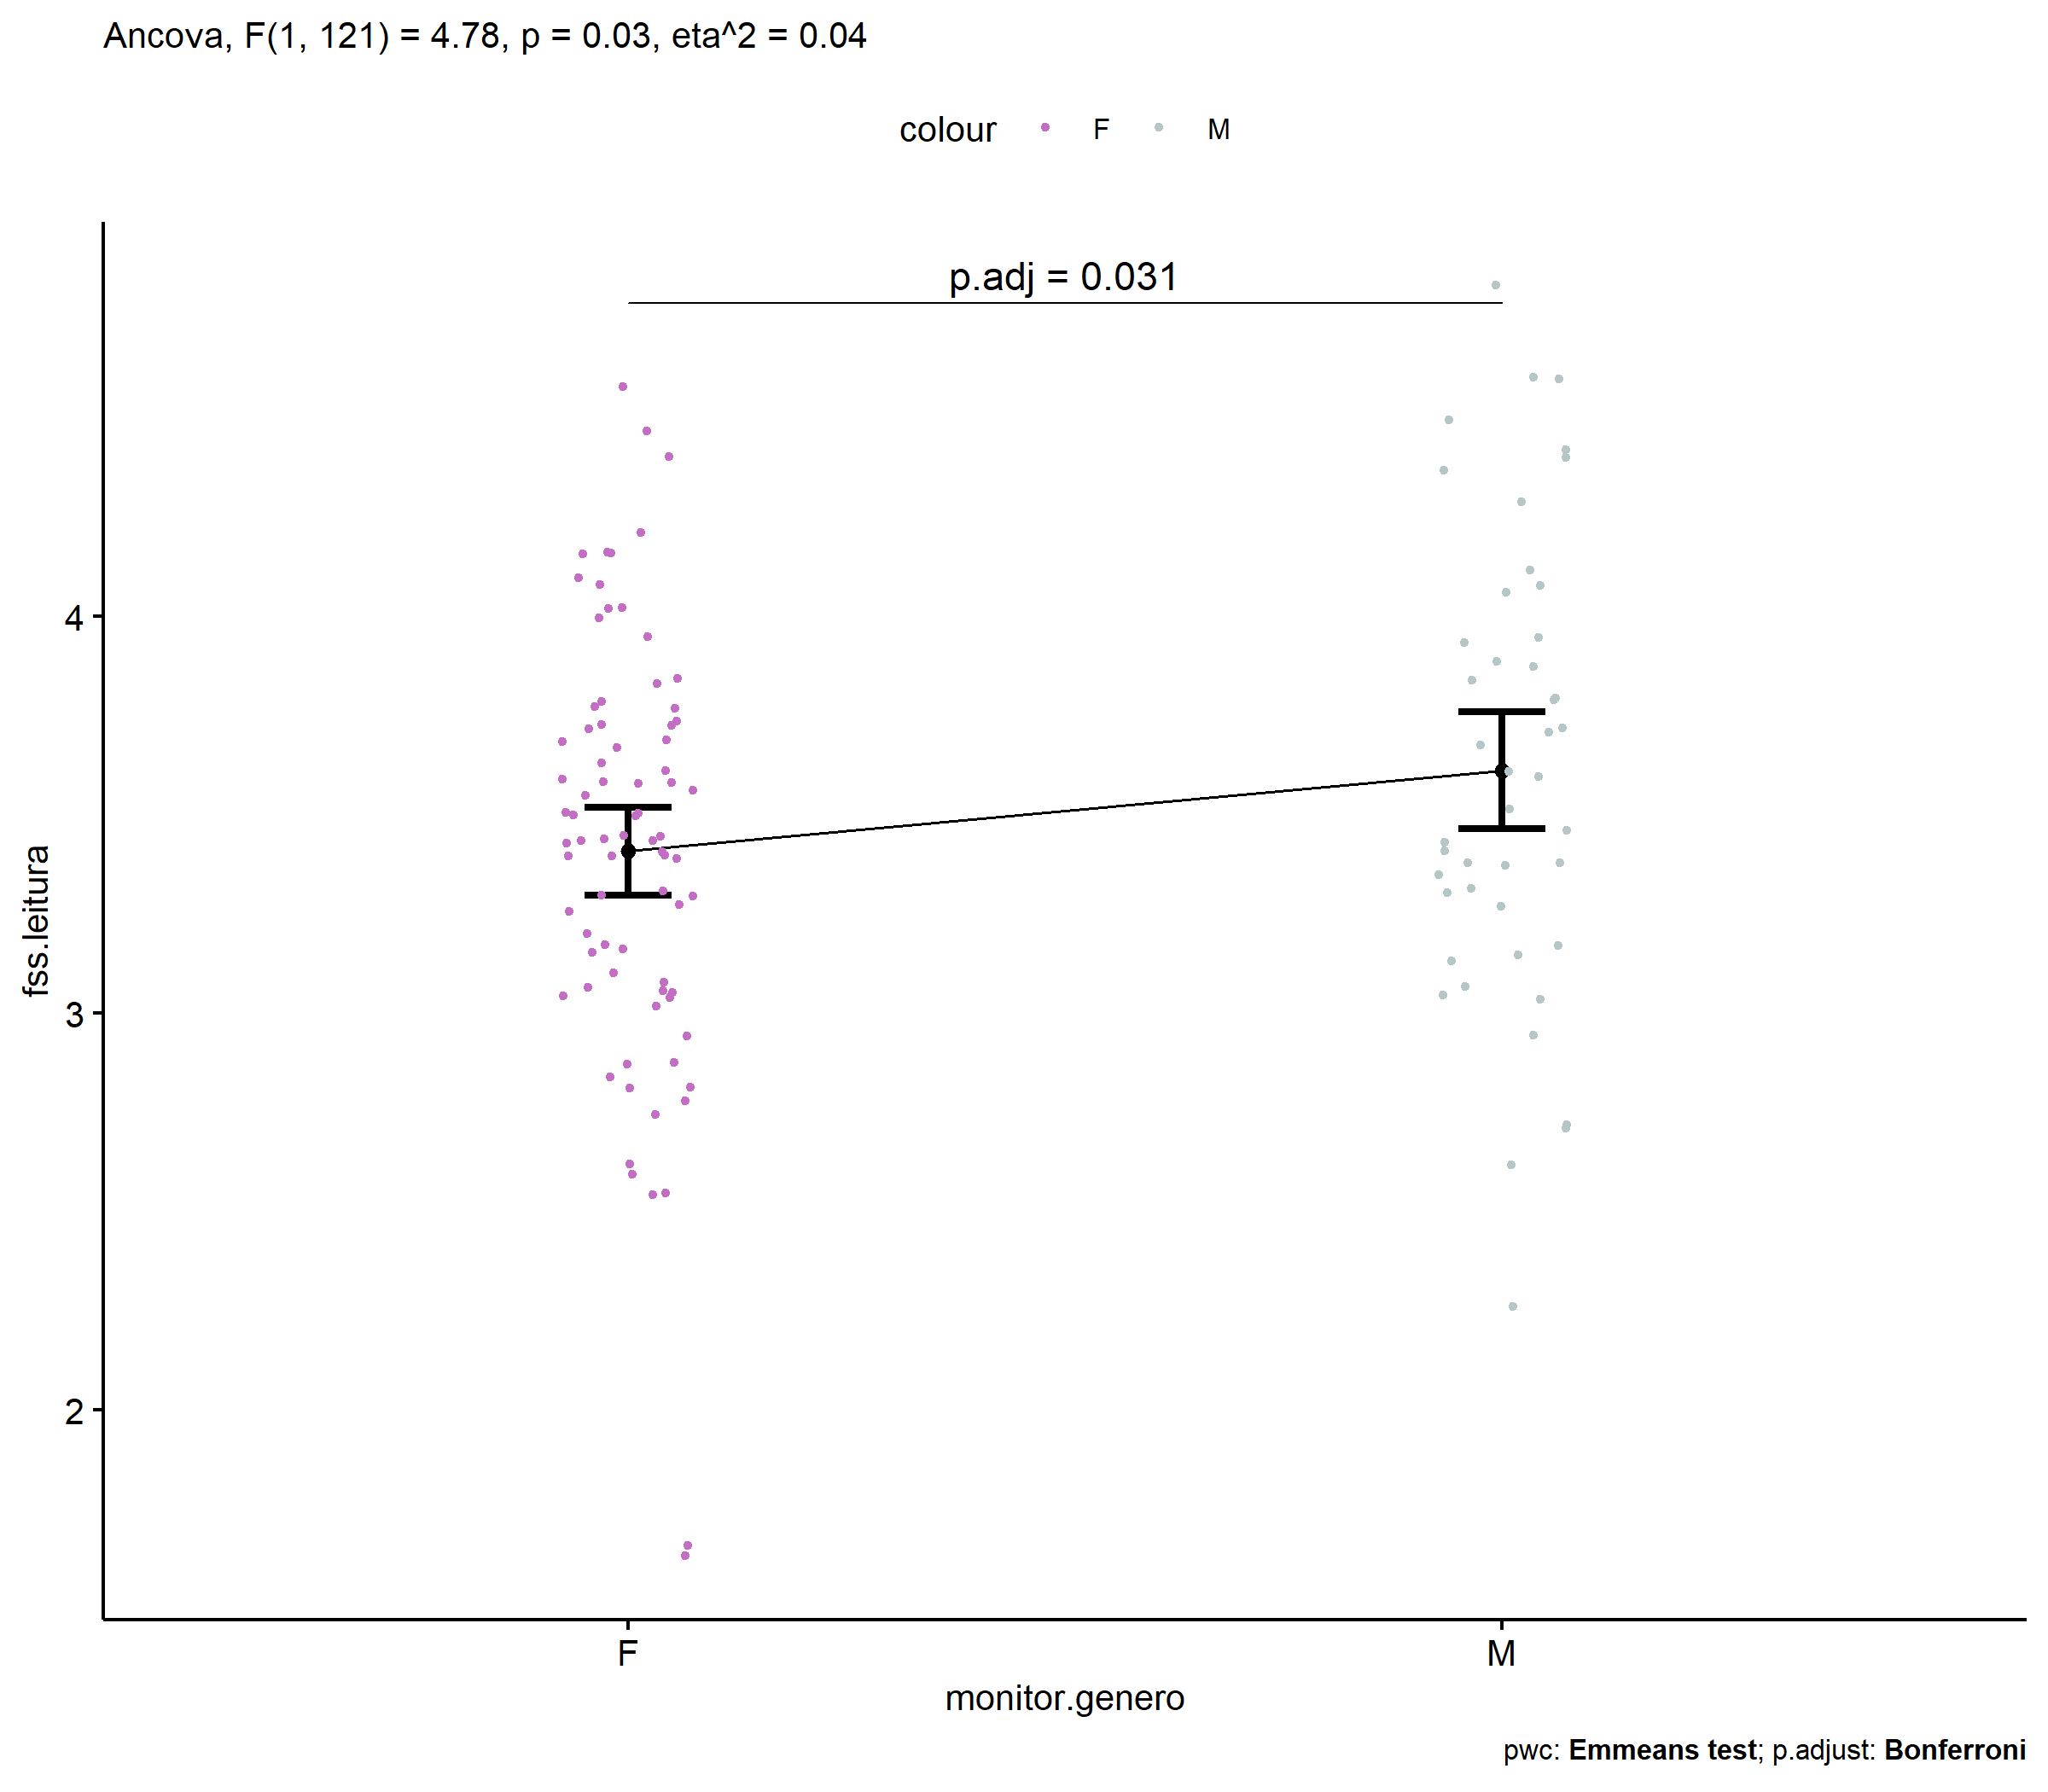 Ancova, F(1, 121) = 4.78, p = 0.03, eta^2 = 0.04
colour F M
p.adj = 0.031
4
3
2
fss.leitura
F M
monitor.genero
pwc: Emmeans test; p.adjust: Bonferroni